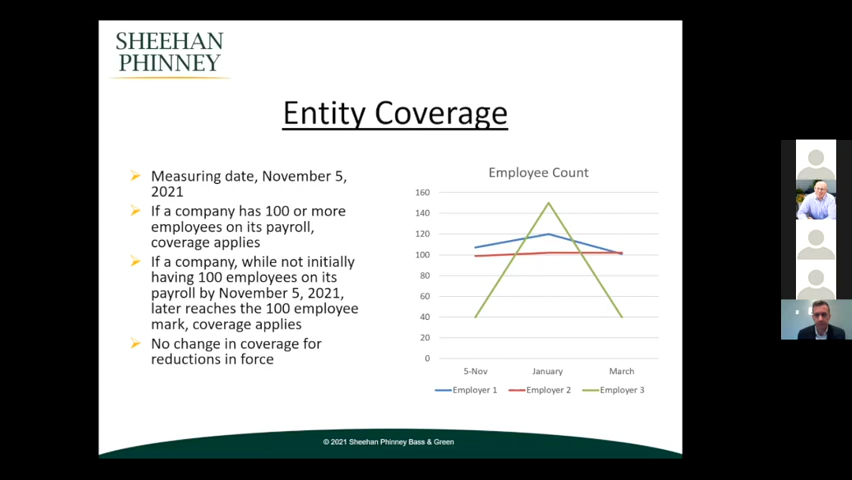 SHEEHAN
PHINNEY
Entity Coverage
Measuring date, November 5,
2021
If a company has 100 or more
employees on its payroll,
coverage applies
If a company, while not initially
having 100 employees on its
payroll by November 5, 2021,
later reaches the 100 employee
mark, coverage applies
No change in coverage for
reductions in force
Employee Count
160
140
120
100
80
60
40
20
0
5-Nov January March
Employer 1 Employer 2 Employer 3
© 2021 Sheehan Phinney Bass & Green